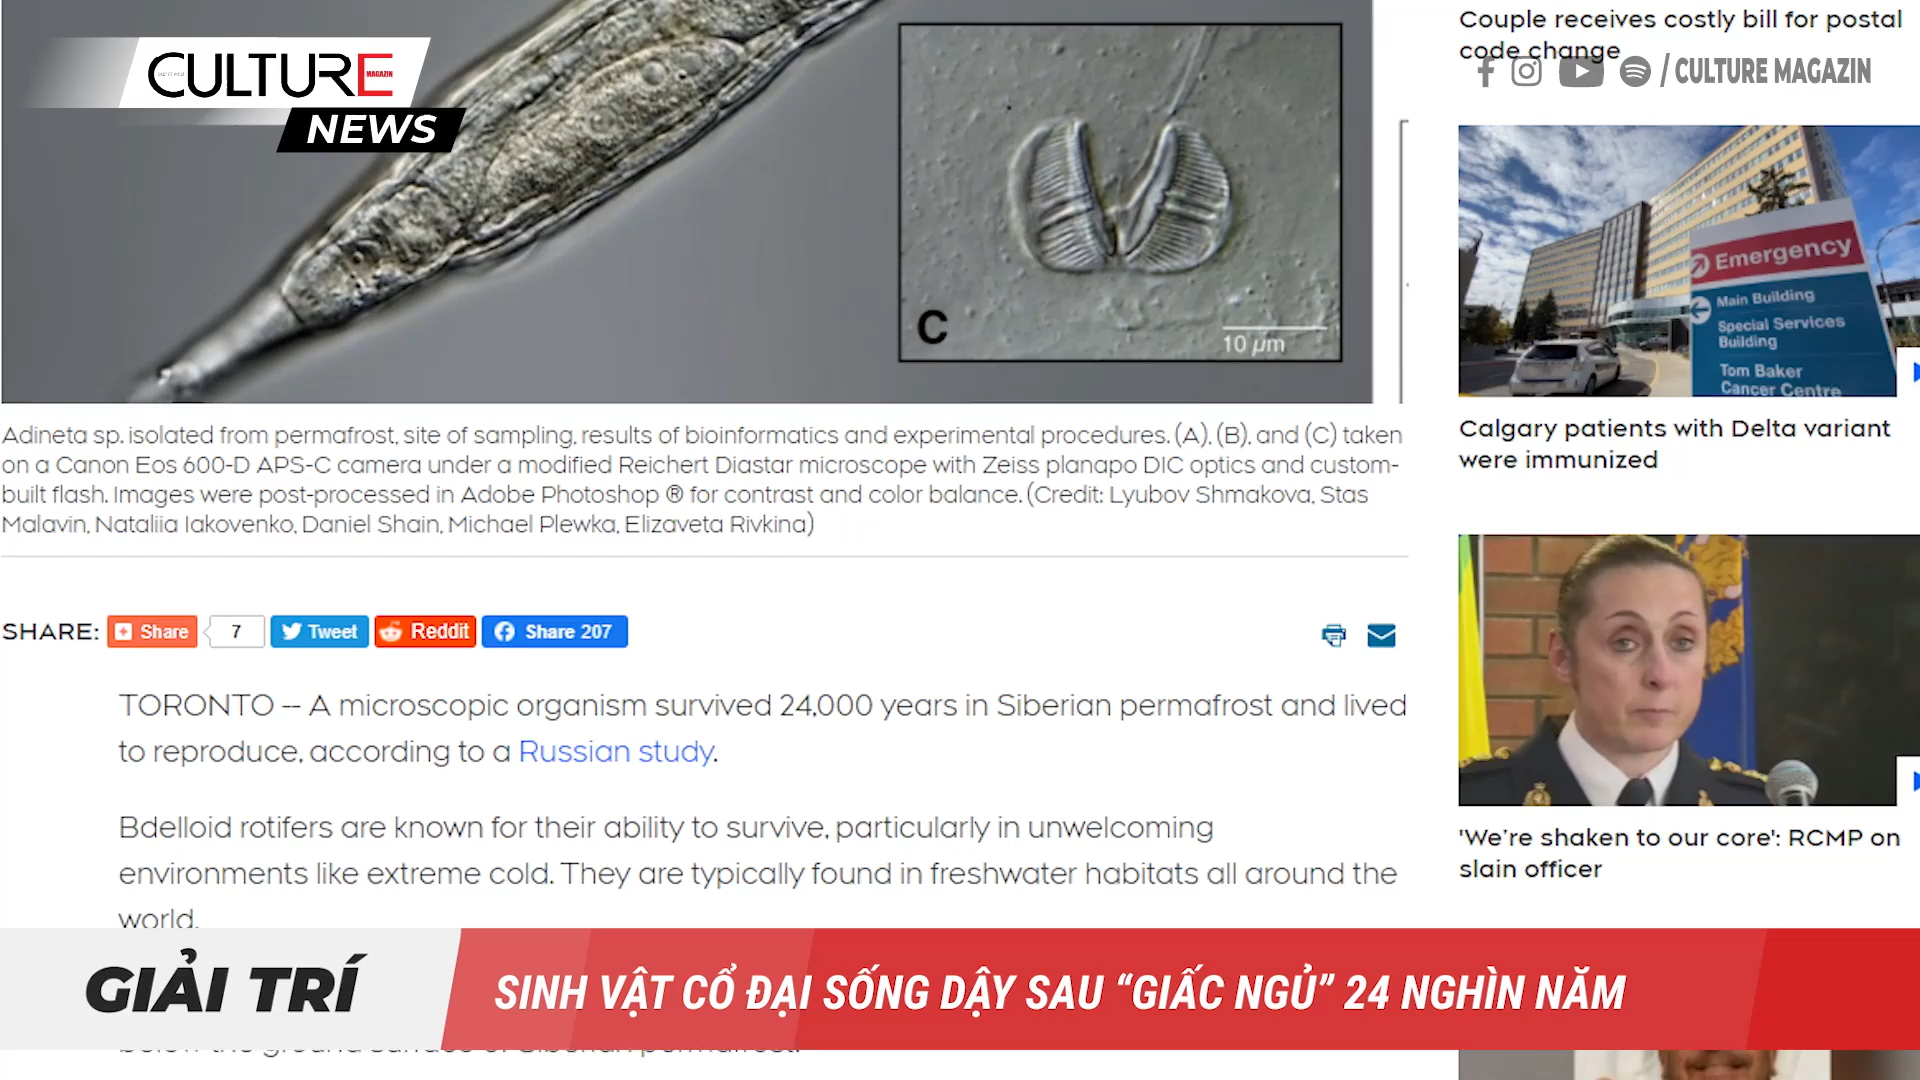 CULTURE
MAGAZIN
NEWS
C
10 µm
Adineta sp. isolated from permafrost, site of sampling, results of bioinformatics and experimental procedures. (A), (B), and (C) taken
on a Canon Eos 600-D APS-C camera under a modified Reichert Diastar microscope with Zeiss planapo DIC optics and custom-
built flash. Images were post-processed in Adobe Photoshop ® for contrast and color balance. (Credit: Lyubov Shmakova, Stas
Malavin, Nataliia Iakovenko, Daniel Shain, Michael Plewka, Elizaveta Rivkina)
SHARE: Share 7 Tweet Reddit Share 207
TORONTO -- A microscopic organism survived 24,000 years in Siberian permafrost and lived
to reproduce, according to a Russian study.
Bdelloid rotifers are known for their ability to survive, particularly in unwelcoming
environments like extreme cold. They are typically found in freshwater habitats all around the
world.
below the ground surface of Siberian permafrost.
Couple receives costly bill for postal
code change
/ CULTURE MAGAZIN
Emergency
Main Building
Special Services
Building
Tom Baker
Cancer Centre
Calgary patients with Delta variant
were immunized
'We're shaken to our core': RCMP on
slain officer
GIẢI TRÍ
SINH VẬT CỔ ĐẠI SỐNG DẬY SAU “GIẤC NGỦ” 24 NGHÌN NĂM